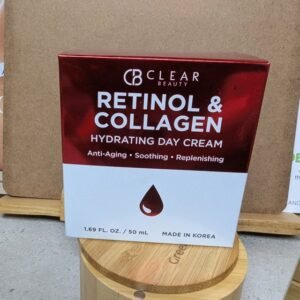 CB CLEAR
BEAUTY
RETINOL &
COLLAGEN
HYDRATING DAY CREAM
Anti-Aging • Soothing • Replenishing
1.69 FL. OZ. / 50 mL MADE IN KOREA